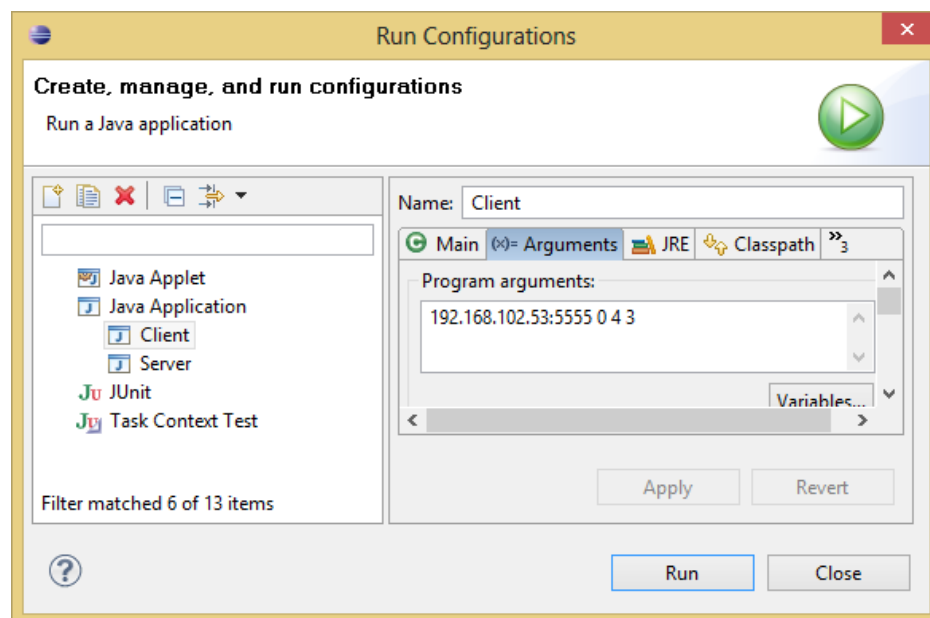 Run Configurations
Create, manage, and run configurations
Run a Java application
Name: Client
Main (x)= Arguments JRE Classpath »3
Java Applet
Java Application
Client
Server
Ju JUnit
Ju Task Context Test
Filter matched 6 of 13 items
Program arguments:
192.168.102.53:5555 0 4 3
Variables...
Apply Revert
Run Close